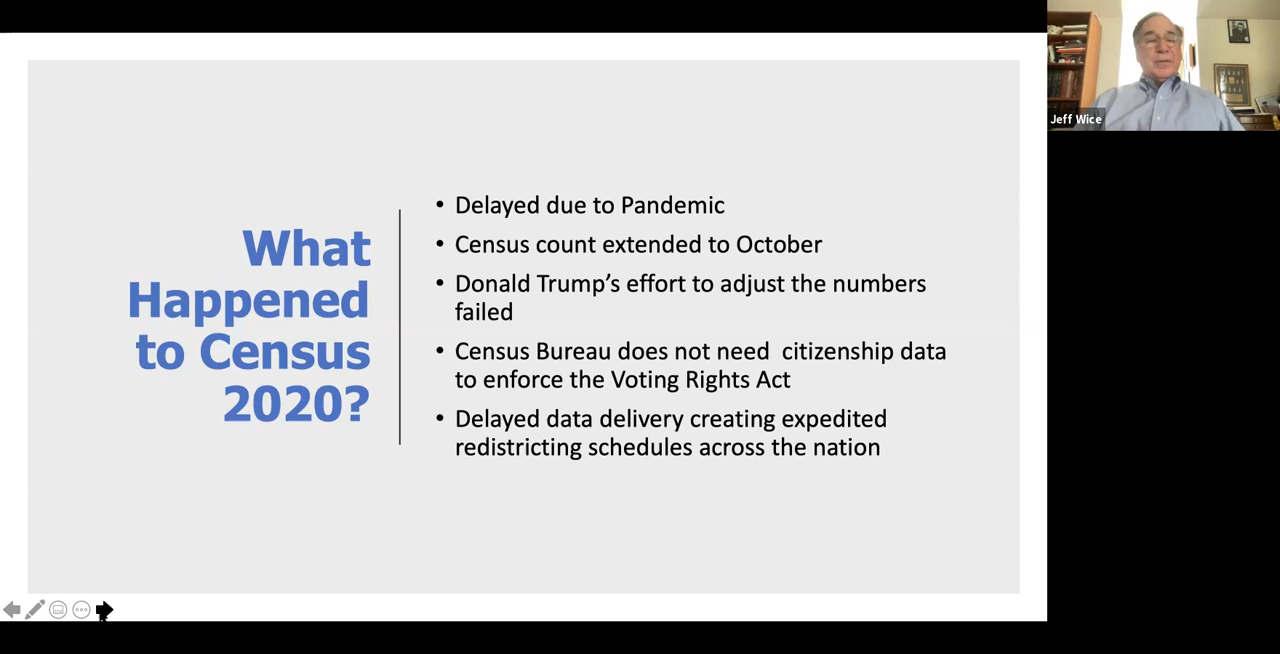 What
Happened
to Census
2020?
• Delayed due to Pandemic
• Census count extended to October
• Donald Trump’s effort to adjust the numbers
failed
• Census Bureau does not need  citizenship data
to enforce the Voting Rights Act
• Delayed data delivery creating expedited
redistricting schedules across the nation
Jeff Wice